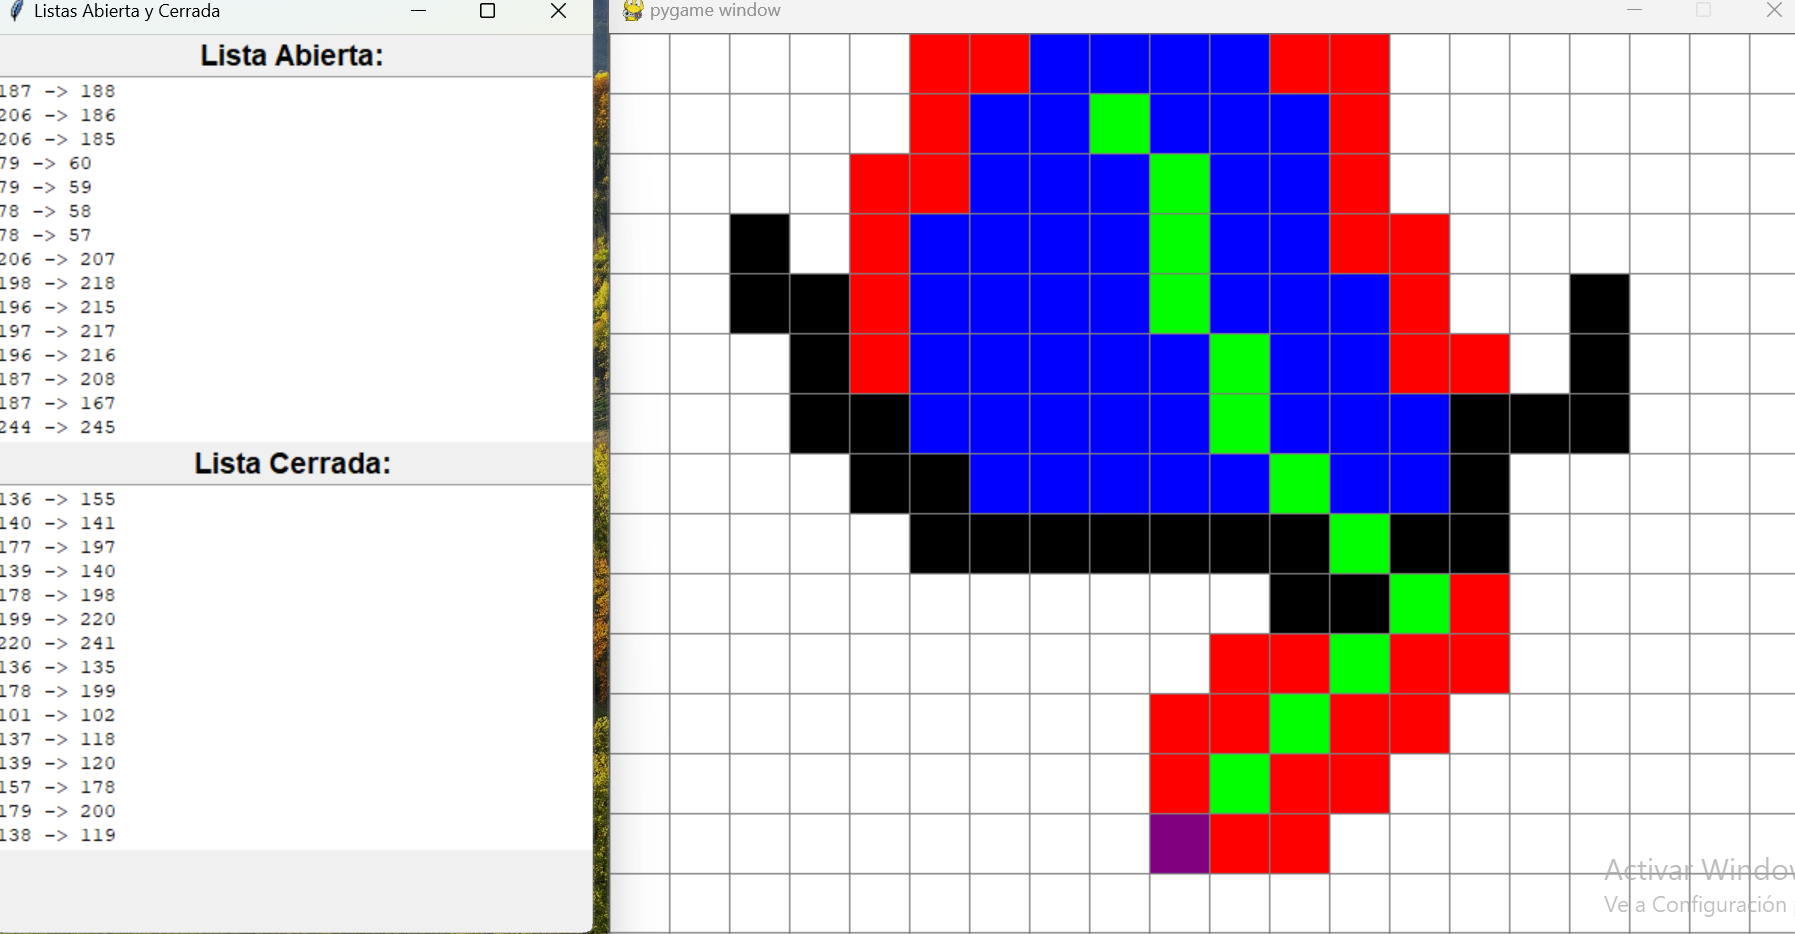 Listas Abierta y Cerrada
Lista Abierta:
187 -> 188
206 -> 186
206 -> 185
79 -> 60
79 -> 59
78 -> 58
78 -> 57
206 -> 207
198 -> 218
196 -> 215
197 -> 217
196 -> 216
187 -> 208
187 -> 167
244 -> 245
Lista Cerrada:
136 -> 155
140 -> 141
177 -> 197
139 -> 140
178 -> 198
199 -> 220
220 -> 241
136 -> 135
178 -> 199
101 -> 102
137 -> 118
139 -> 120
157 -> 178
179 -> 200
138 -> 119
pygame window
Activar Window
Ve a Configuración